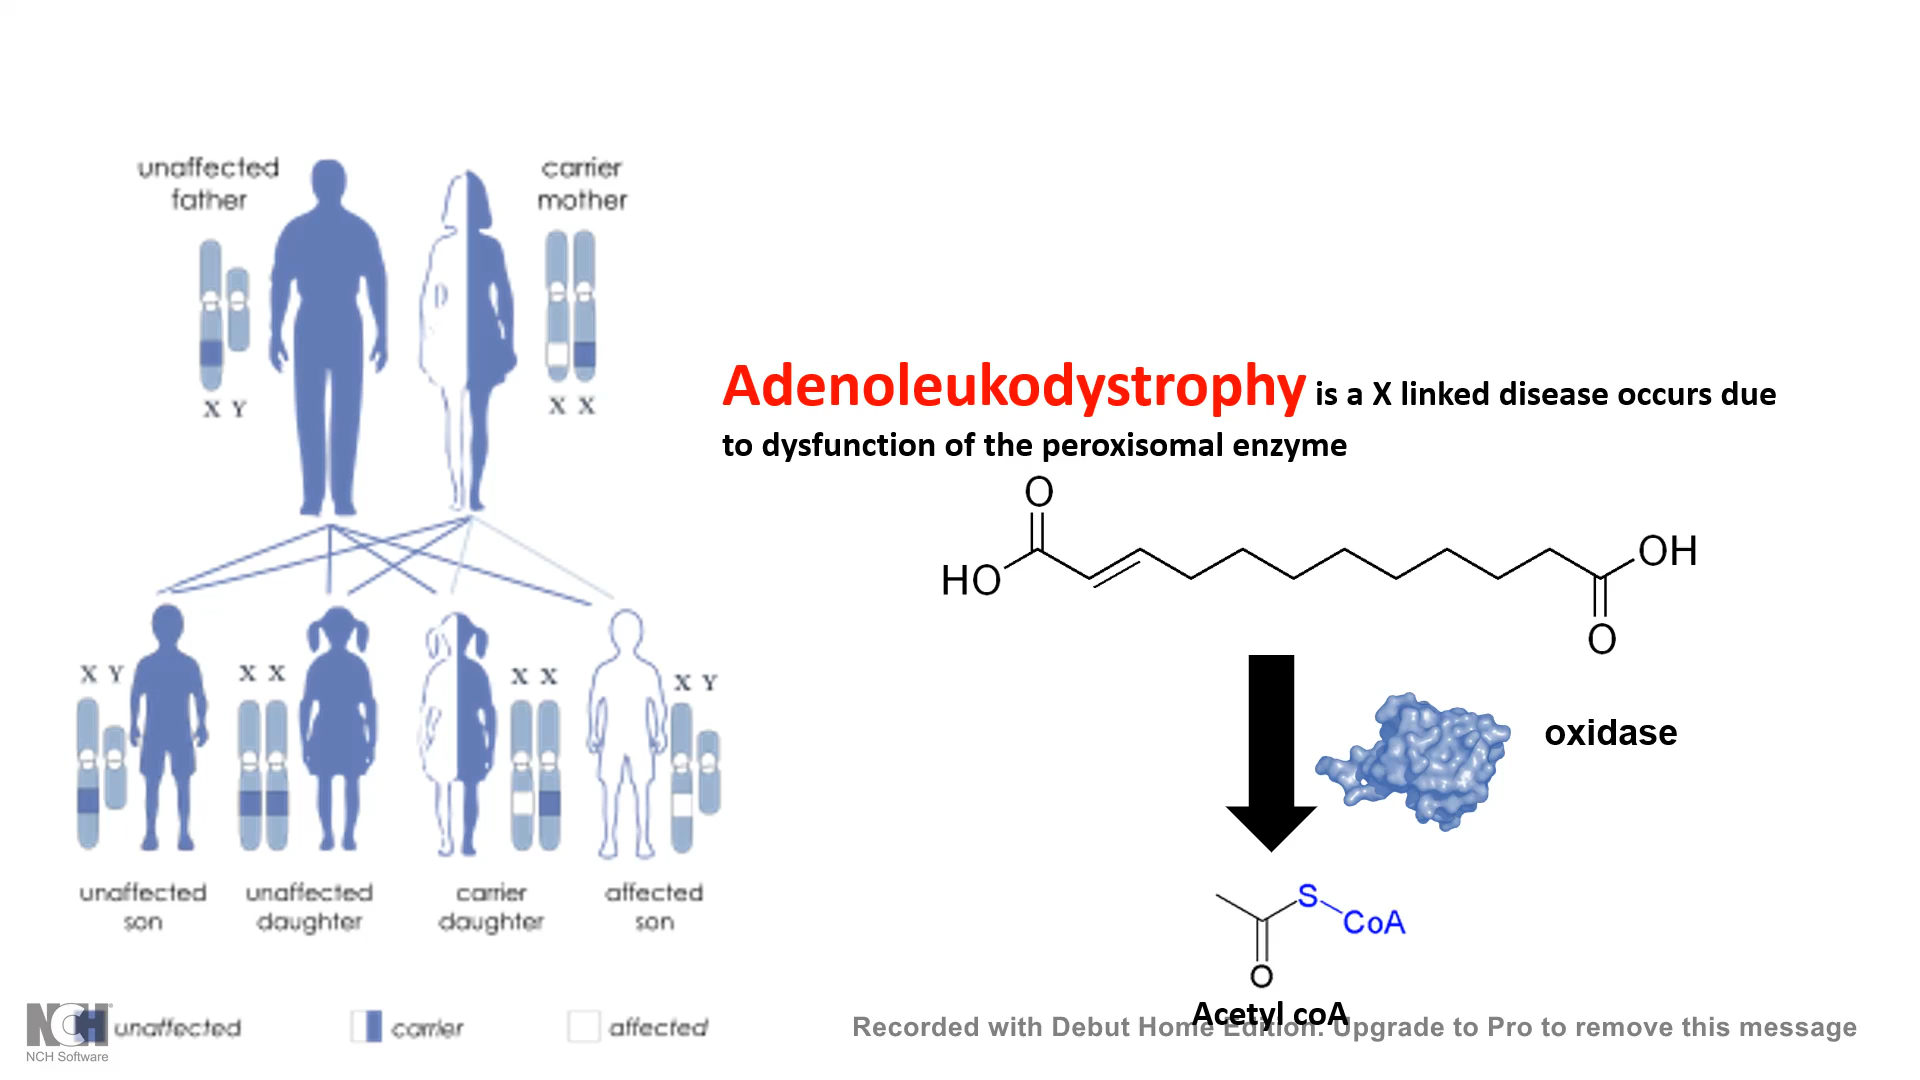 unaffected
father
carrier
mother
X Y
X X
Adenoleukodystrophy is a X linked disease occurs due
to dysfunction of the peroxisomal enzyme
O
HO
OH
O
X Y
X X
X X
X Y
oxidase
unaffected
son
unaffected
daughter
carrier
daughter
affected
son
S
CoA
O
Acetyl coA
NCH
NCH Software
unaffected
carrier
affected
Recorded with Debut Home Edition. Upgrade to Pro to remove this message